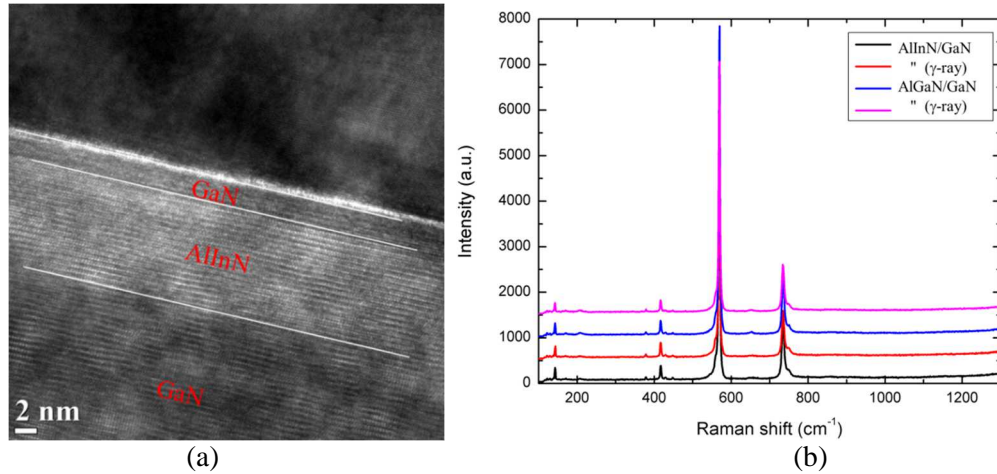 GaN
AlInN
GaN
2 nm
(a)
8000
7000
6000
5000
4000
3000
2000
1000
0
Intensity (a.u.)
200
400
600
800
1000
1200
Raman shift (cm⁻¹)
AlInN/GaN
" (γ-ray)
AlGaN/GaN
" (γ-ray)
(b)